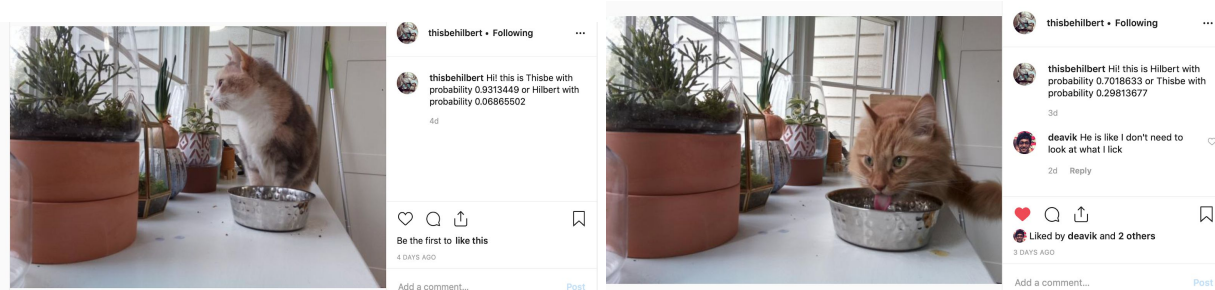 thisbehilbert • Following
thisbehilbert Hi! this is Thisbe with
probability 0.9313449 or Hilbert with
probability 0.06865502
4d
Be the first to like this
4 DAYS AGO
Add a comment...
Post
thisbehilbert • Following
thisbehilbert Hi! this is Hilbert with
probability 0.7018633 or Thisbe with
probability 0.29813677
3d
deavik He is like I don't need to
look at what I lick
2d Reply
Liked by deavik and 2 others
3 DAYS AGO
Add a comment...
Post